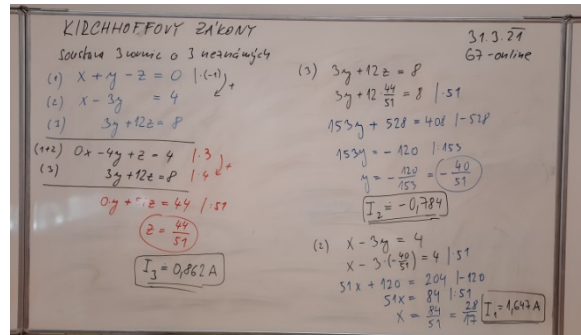 KIRCHHOFFOVY ZÁKONY
31.3.21
G7-online
Soustava 3 rovnic o 3 neznámých
(1) x + y - z = 0 |·(-1) +
(2) x - 3y = 4
(3) 3y + 12z = 8
(1+2) 0x - 4y + z = 4 |·3 +
(3) 3y + 12z = 8 |·4
0·y + 51z = 44 |:51
z = 44/51
I₃ = 0,862 A
(3) 3y + 12z = 8
3y + 12·44/51 = 8 |·51
153y + 528 = 408 |-528
153y = -120 |:153
y = -120/153 = -40/51
I₂ = -0,784
(2) x - 3y = 4
x - 3·(-40/51) = 4 |·51
51x + 120 = 204 |-120
51x = 84 |:51
x = 84/51 = 28/17
I₁ = 1,647 A